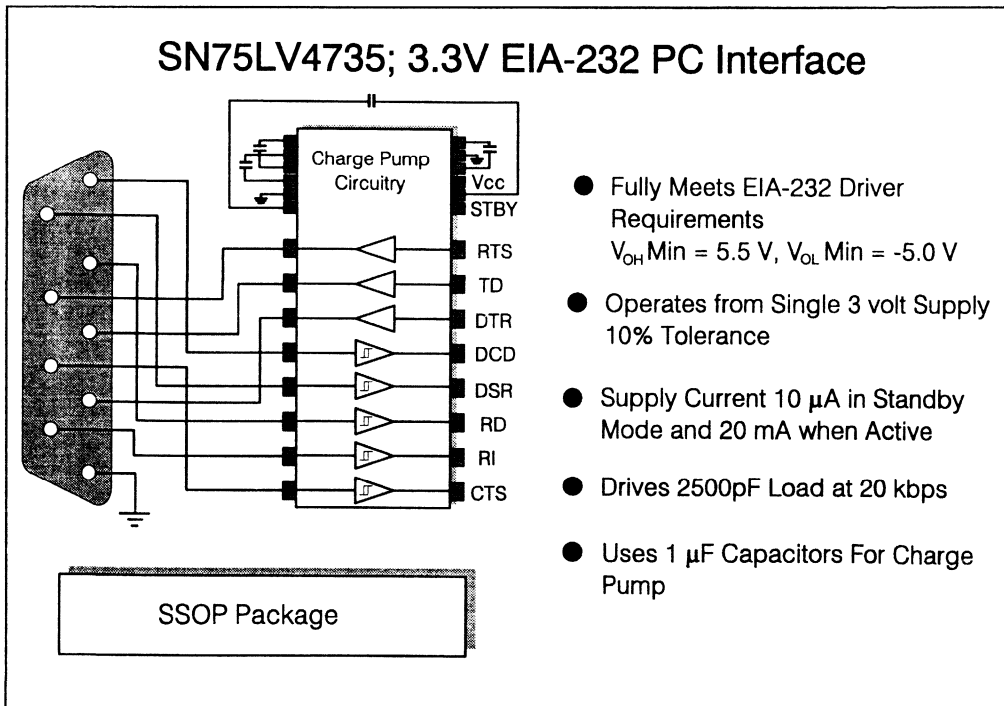 SN75LV4735; 3.3V EIA-232 PC Interface
Charge Pump
Circuitry
Vcc
STBY
RTS
TD
DTR
DCD
DSR
RD
RI
CTS
Fully Meets EIA-232 Driver
Requirements
VOH Min = 5.5 V, VOL Min = -5.0 V
Operates from Single 3 volt Supply
10% Tolerance
Supply Current 10 µA in Standby
Mode and 20 mA when Active
Drives 2500pF Load at 20 kbps
Uses 1 µF Capacitors For Charge
Pump
SSOP Package